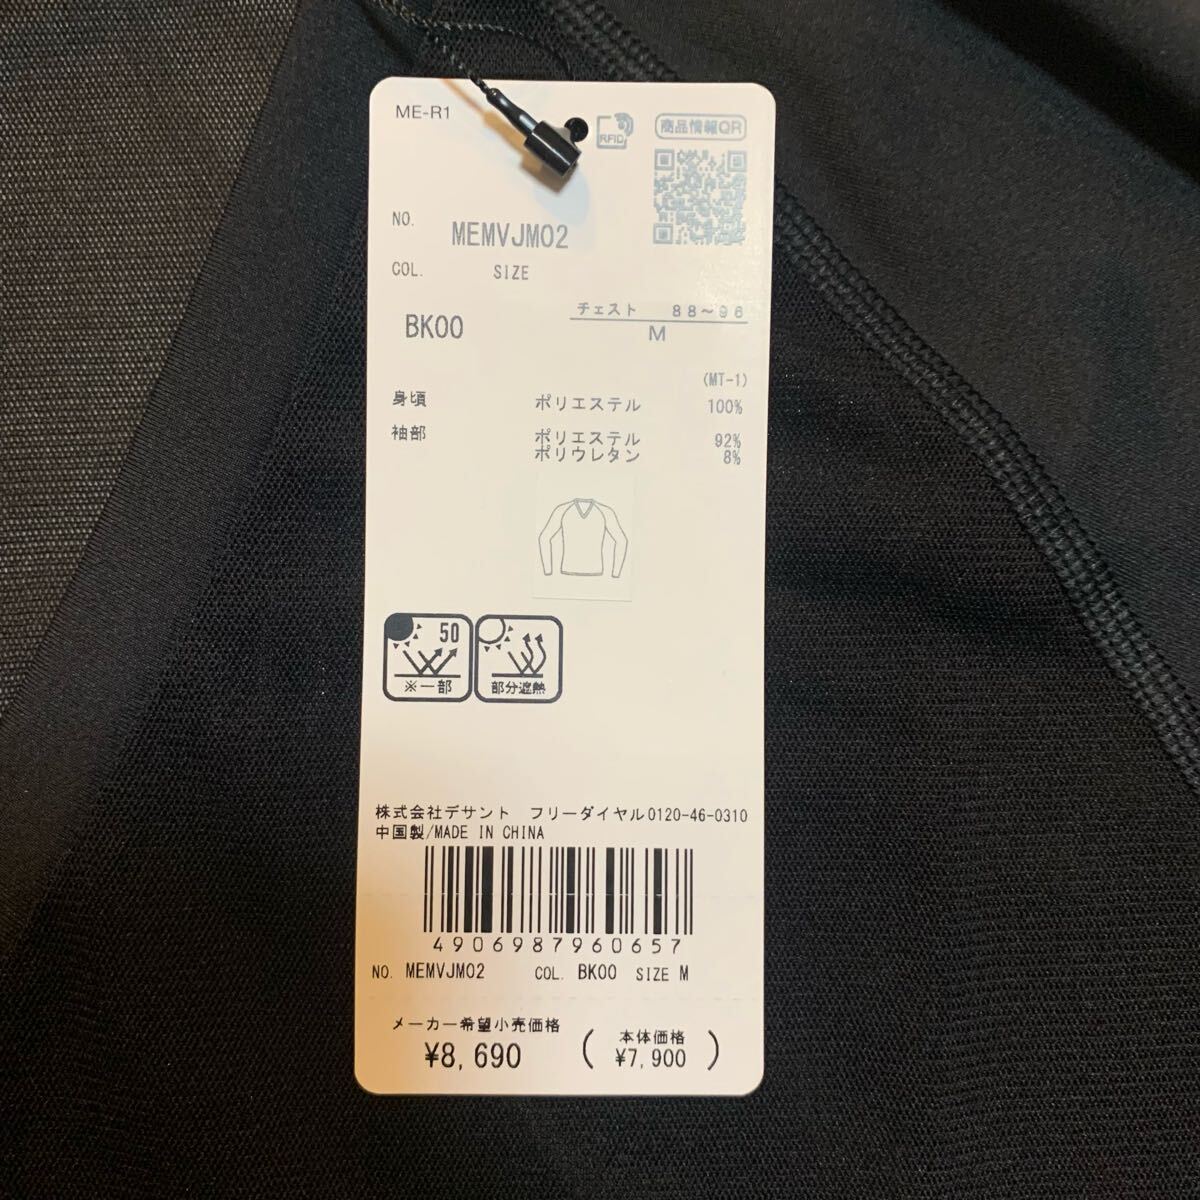 ME-R1
RFID
商品情報QR
NO. MEMVJM02
COL. SIZE
チェスト 88～96
BK00 M
(MT-1)
身頃 ポリエステル 100%
袖部 ポリエステル 92%
ポリウレタン 8%
50
※一部
部分遮熱
株式会社デサント フリーダイヤル0120-46-0310
中国製/MADE IN CHINA
4906987960657
NO. MEMVJM02 COL. BK00 SIZE M
メーカー希望小売価格
¥8,690
(本体価格
¥7,900)